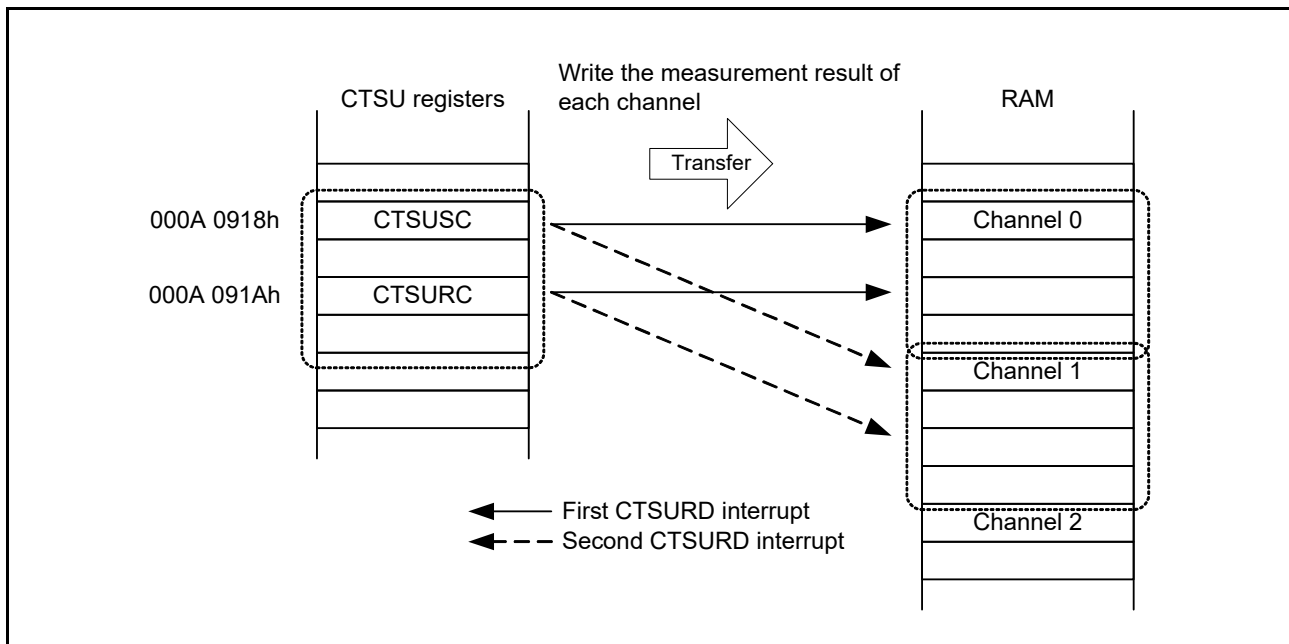 Write the measurement result of
each channel
CTSU registers
RAM
Transfer
000A 0918h
CTSUSC
Channel 0
000A 091Ah
CTSURC
Channel 1
First CTSURD interrupt
Second CTSURD interrupt
Channel 2